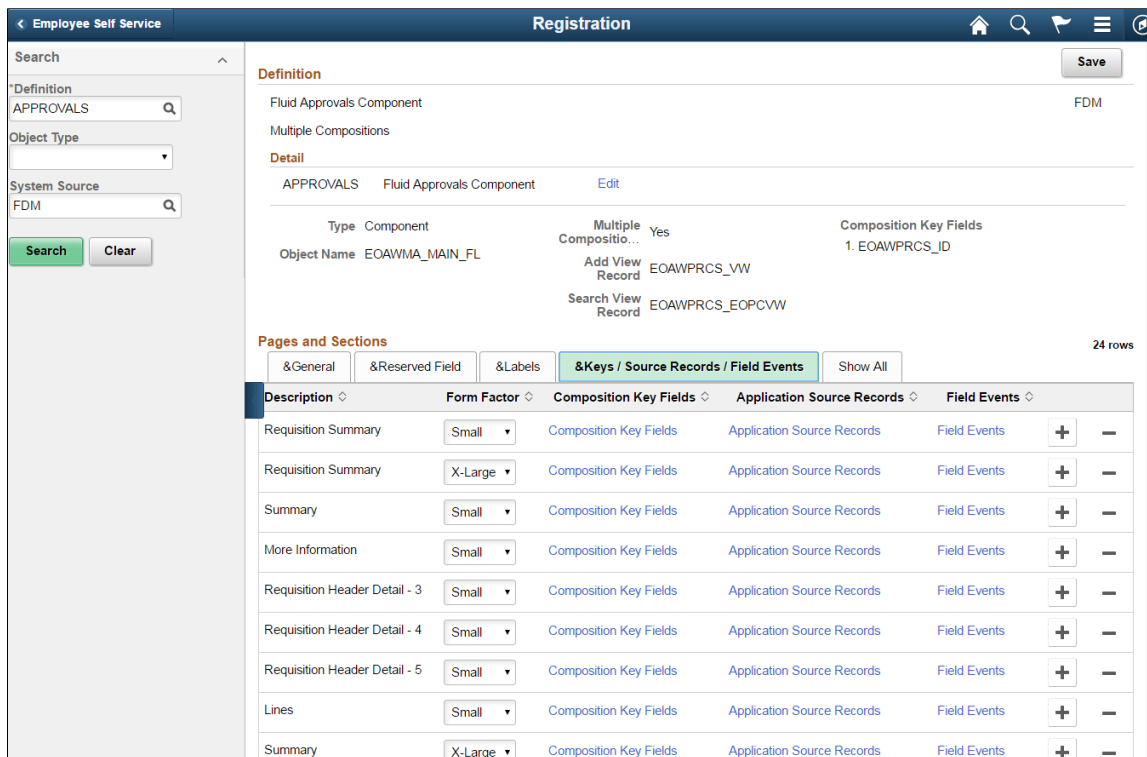 Employee Self Service
Registration
Search
*Definition
APPROVALS
Object Type
System Source
FDM
Search
Clear
Save
Definition
Fluid Approvals Component
FDM
Multiple Compositions
Detail
APPROVALS Fluid Approvals Component Edit
Type Component
Object Name EOAWMA_MAIN_FL
Multiple Compositio... Yes
Add View Record EOAWPRCS_VW
Search View Record EOAWPRCS_EOPCVW
Composition Key Fields
1. EOAWPRCS_ID
Pages and Sections
24 rows
&General &Reserved Field &Labels &Keys / Source Records / Field Events Show All
Description Form Factor Composition Key Fields Application Source Records Field Events
Requisition Summary Small Composition Key Fields Application Source Records Field Events
Requisition Summary X-Large Composition Key Fields Application Source Records Field Events
Summary Small Composition Key Fields Application Source Records Field Events
More Information Small Composition Key Fields Application Source Records Field Events
Requisition Header Detail - 3 Small Composition Key Fields Application Source Records Field Events
Requisition Header Detail - 4 Small Composition Key Fields Application Source Records Field Events
Requisition Header Detail - 5 Small Composition Key Fields Application Source Records Field Events
Lines Small Composition Key Fields Application Source Records Field Events
Summary X-Large Composition Key Fields Application Source Records Field Events